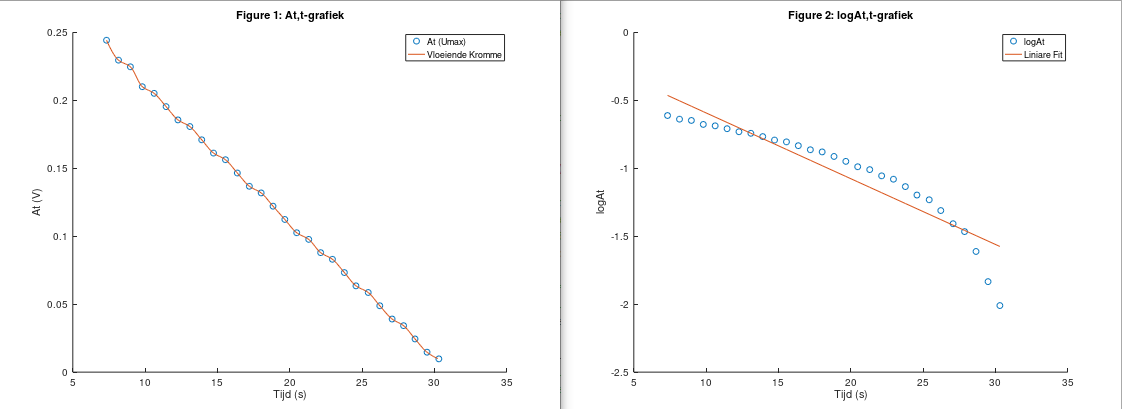 Figure 1: At,t-grafiek
At (Umax)
Vloeiende Kromme
0.25
0.2
0.15
0.1
0.05
0
At (V)
5
10
15
20
25
30
35
Tijd (s)
Figure 2: logAt,t-grafiek
logAt
Liniare Fit
0
-0.5
-1
-1.5
-2
-2.5
logAt
5
10
15
20
25
30
35
Tijd (s)